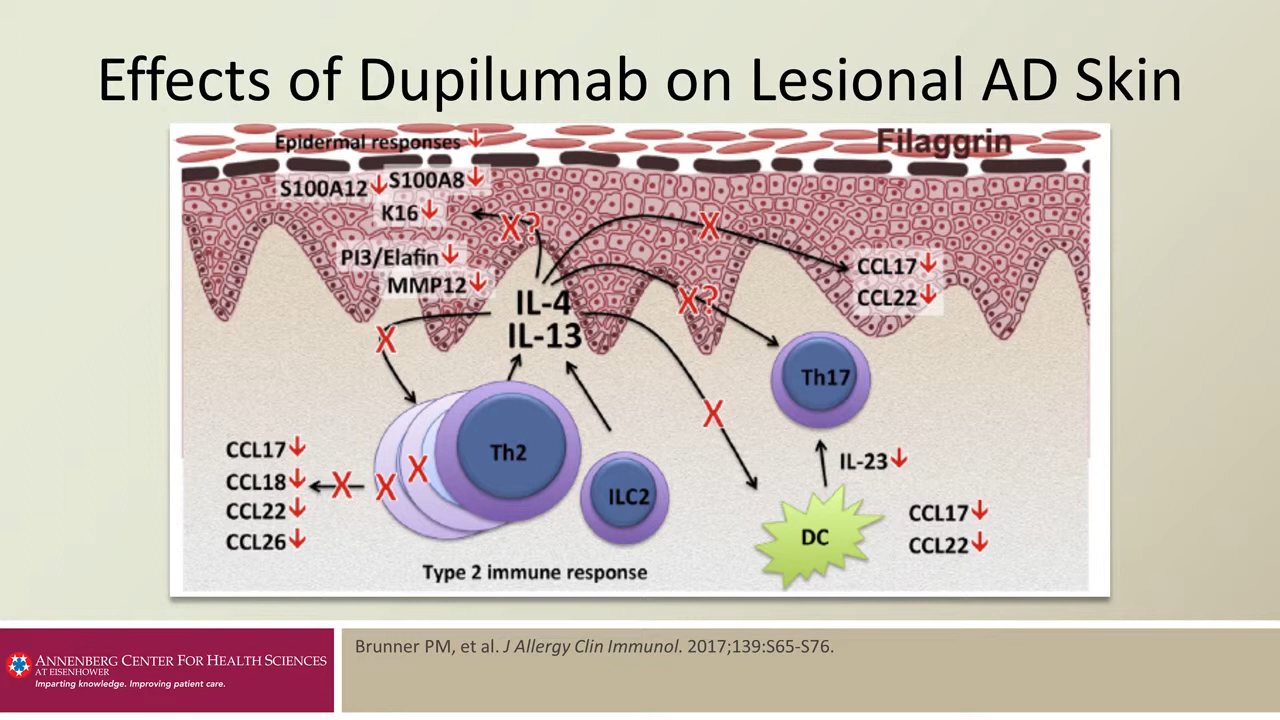 Effects of Dupilumab on Lesional AD Skin
Epidermal responses ↓
Filaggrin
S100A12↓ S100A8↓
K16↓
X?
X
PI3/Elafin↓
MMP12↓
CCL17↓
CCL22↓
IL-4
IL-13
X?
X
Th17
X
Th2
CCL17↓
CCL18↓
CCL22↓
CCL26↓
X X X
ILC2
IL-23↓
DC
CCL17↓
CCL22↓
Type 2 immune response
Brunner PM, et al. J Allergy Clin Immunol. 2017;139:S65-S76.
ANNENBERG CENTER FOR HEALTH SCIENCES
AT EISENHOWER
Imparting knowledge. Improving patient care.